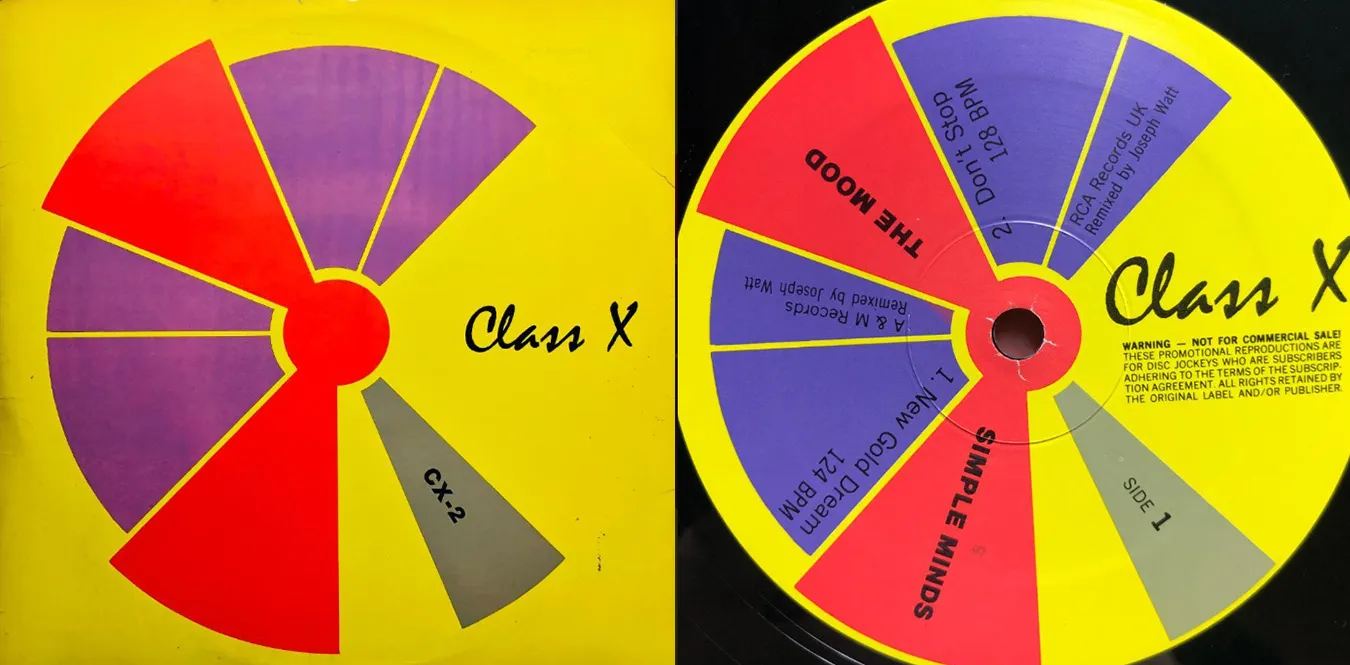 Class X
CX-2
THE MOOD
2. Don't Stop
128 BPM
RCA Records UK
Remixed by Joseph Watt
A & M Records
Remixed by Joseph Watt
1. New Gold Dream
124 BPM
SIMPLE MINDS
Class X
WARNING — NOT FOR COMMERCIAL SALE!
THESE PROMOTIONAL REPRODUCTIONS ARE
FOR DISC JOCKEYS WHO ARE SUBSCRIBERS
ADHERING TO THE TERMS OF THE SUBSCRIP-
TION AGREEMENT. ALL RIGHTS RETAINED BY
THE ORIGINAL LABEL AND/OR PUBLISHER.
SIDE 1